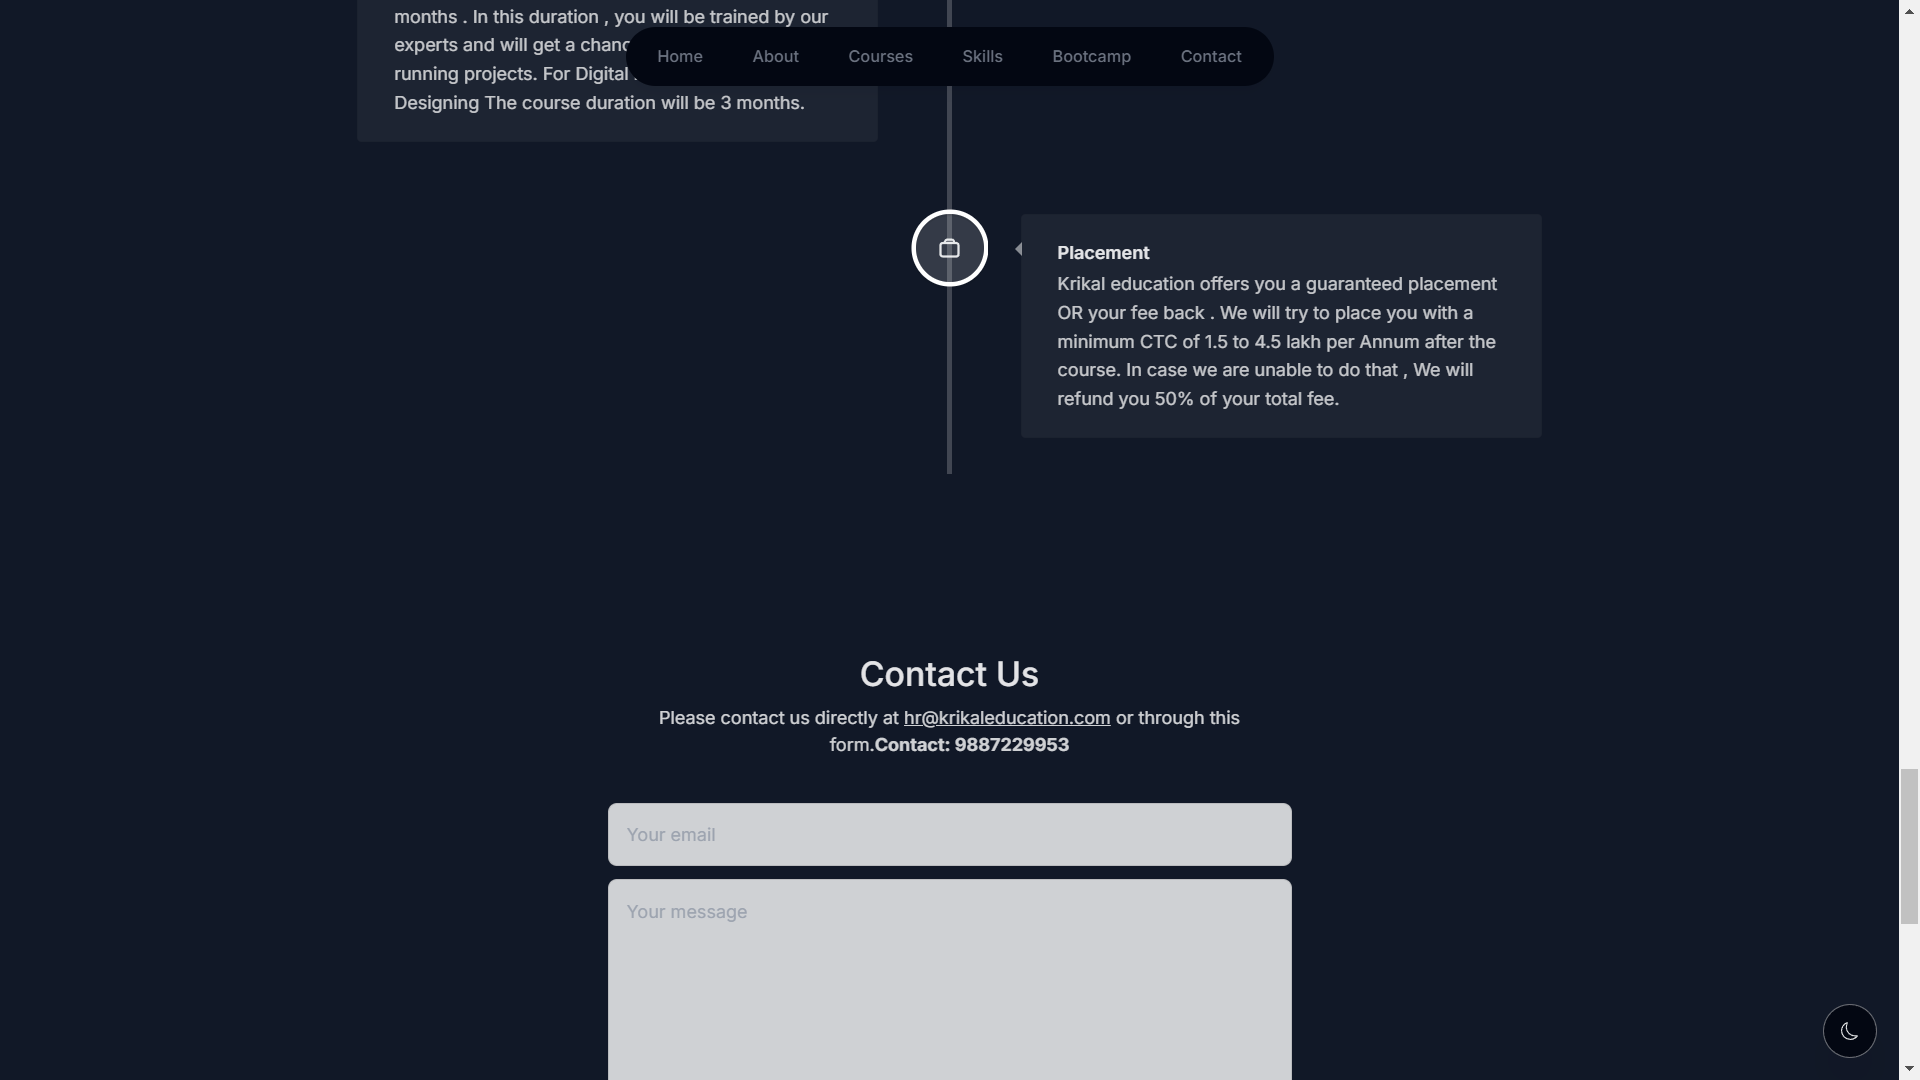 months . In this duration , you will be trained by our
experts and will get a chanc
running projects. For Digital
Designing The course duration will be 3 months.
Home About Courses Skills Bootcamp Contact
Placement
Krikal education offers you a guaranteed placement
OR your fee back . We will try to place you with a
minimum CTC of 1.5 to 4.5 lakh per Annum after the
course. In case we are unable to do that , We will
refund you 50% of your total fee.
Contact Us
Please contact us directly at hr@krikaleducation.com or through this
form.Contact: 9887229953
Your email
Your message